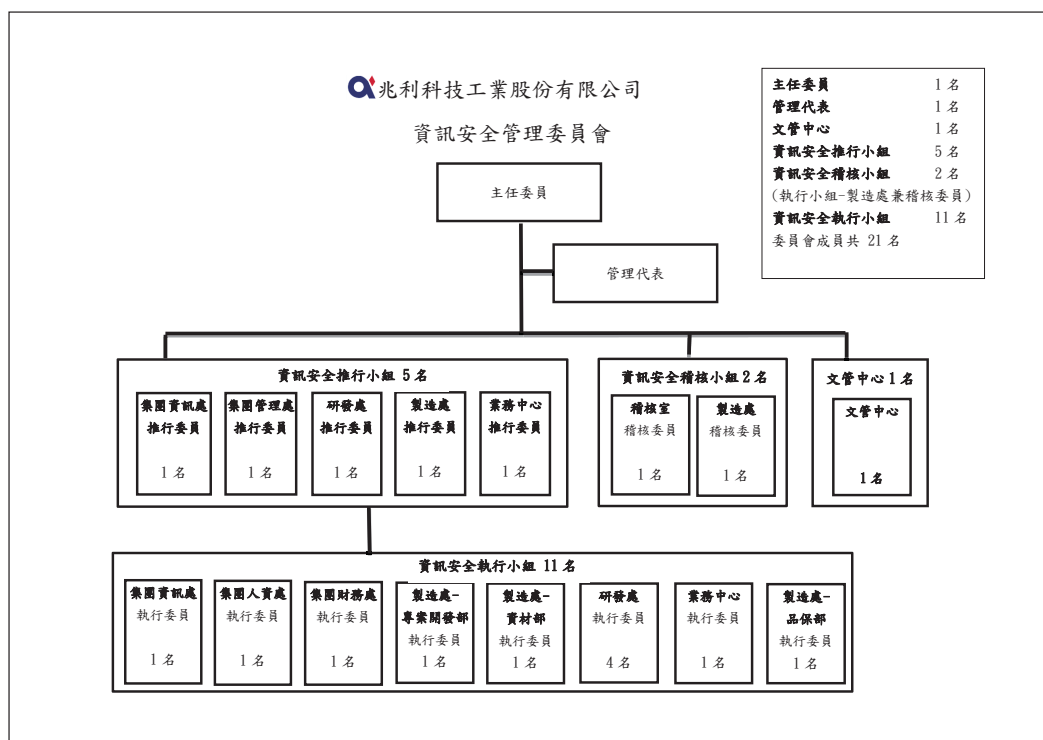 兆利科技工業股份有限公司
資訊安全管理委員會
主任委員 1 名
管理代表 1 名
文管中心 1 名
資訊安全推行小組 5 名
資訊安全稽核小組 2 名
(執行小組-製造處兼稽核委員)
資訊安全執行小組 11 名
委員會成員共 21 名
主任委員
管理代表
資訊安全推行小組 5 名
集團資訊處
推行委員
1 名
集團管理處
推行委員
1 名
研發處
推行委員
1 名
製造處
推行委員
1 名
業務中心
推行委員
1 名
資訊安全稽核小組 2 名
稽核室
稽核委員
1 名
製造處
稽核委員
1 名
文管中心 1 名
文管中心
1 名
資訊安全執行小組 11 名
集團資訊處
執行委員
1 名
集團人資處
執行委員
1 名
集團財務處
執行委員
1 名
製造處-
專案開發部
執行委員
1 名
製造處-
資材部
執行委員
1 名
研發處
執行委員
4 名
業務中心
執行委員
1 名
製造處-
品保部
執行委員
1 名